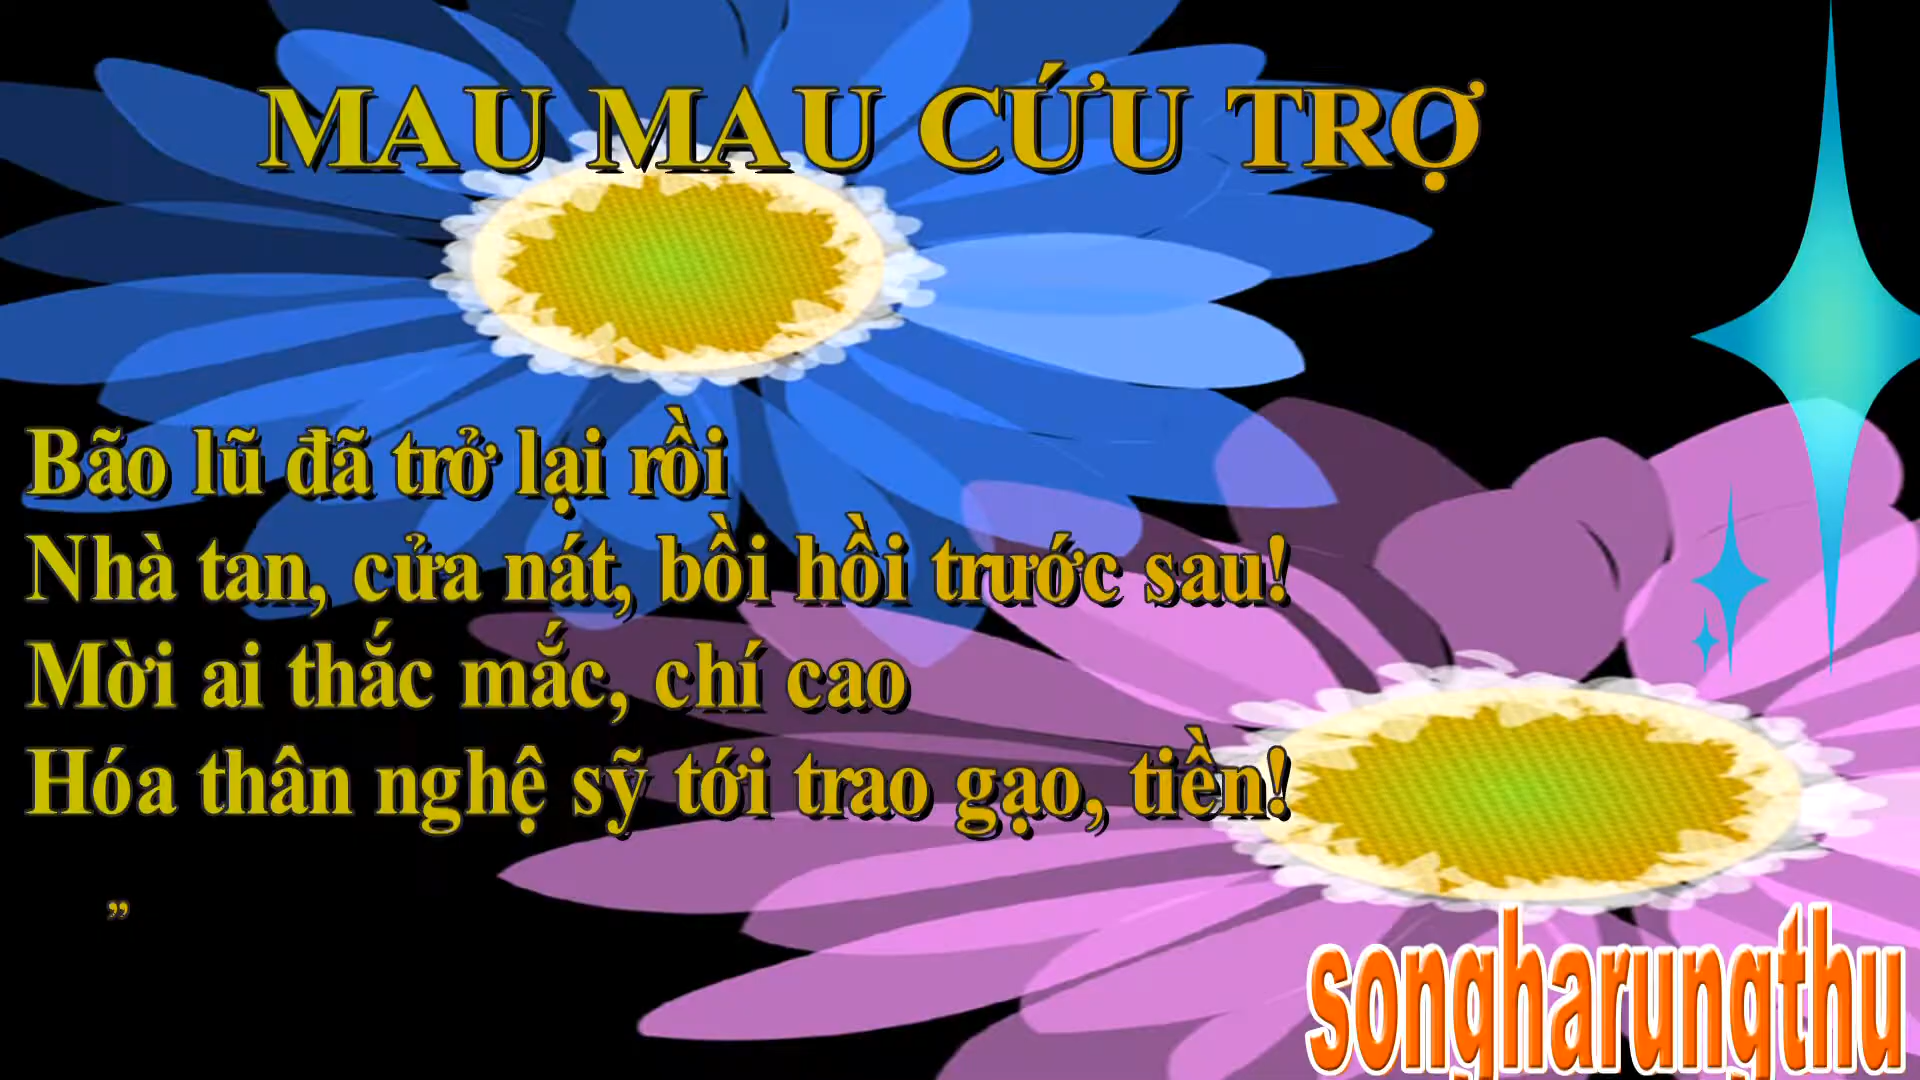 MAU MAU CỨU TRỢ
Bão lũ đã trở lại rồi
Nhà tan, cửa nát, bồi hồi trước sau!
Mời ai thắc mắc, chí cao
Hóa thân nghệ sỹ tới trao gạo, tiền!
”
songharungthu